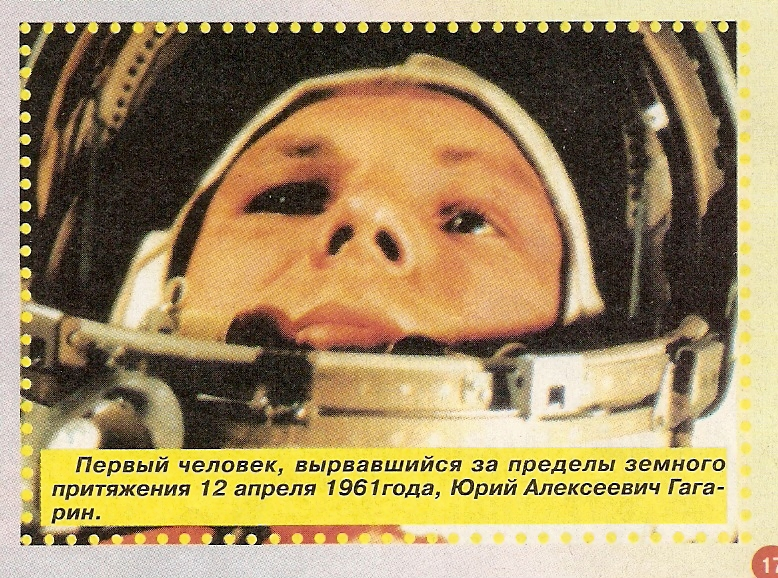 Первый человек, вырвавшийся за пределы земного
притяжения 12 апреля 1961года, Юрий Алексеевич Гага-
рин.
17